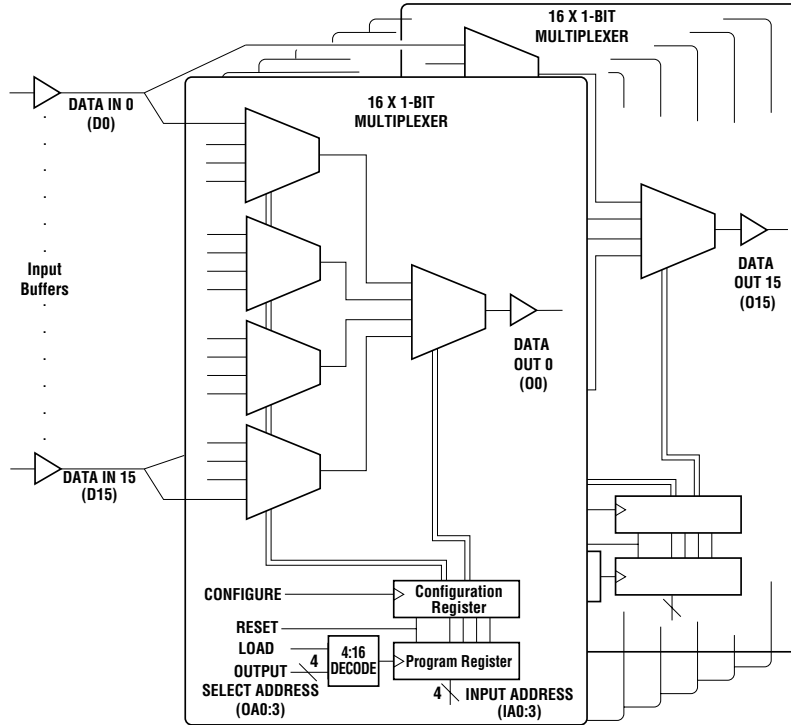 16 X 1-BIT
MULTIPLEXER
16 X 1-BIT
MULTIPLEXER
DATA IN 0
(D0)
Input
Buffers
DATA
OUT 15
(O15)
DATA
OUT 0
(O0)
DATA IN 15
(D15)
CONFIGURE
Configuration
Register
RESET
LOAD
OUTPUT
4
SELECT ADDRESS
(OA0:3)
4:16
DECODE
Program Register
4
INPUT ADDRESS
(IA0:3)